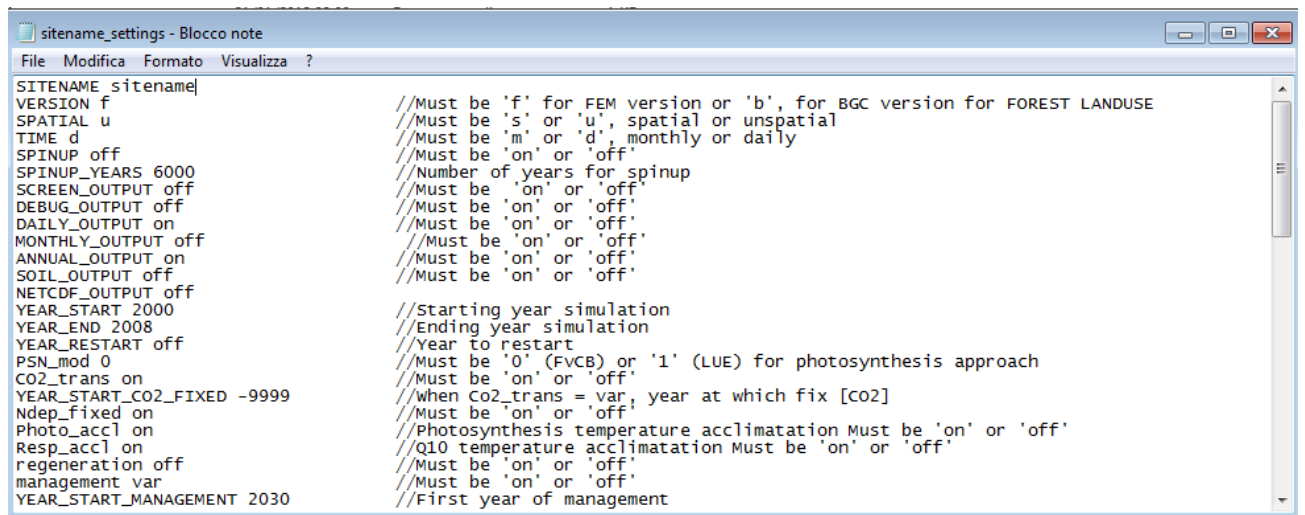 sitename_settings - Blocco note
File Modifica Formato Visualizza ?
SITENAME sitename
VERSION f //Must be 'f' for FEM version or 'b', for BGC version for FOREST LANDUSE
SPATIAL u //Must be 's' or 'u', spatial or unspatial
TIME d //Must be 'm' or 'd', monthly or daily
SPINUP off //Must be 'on' or 'off'
SPINUP_YEARS 6000 //Number of years for spinup
SCREEN_OUTPUT off //Must be 'on' or 'off'
DEBUG_OUTPUT off //Must be 'on' or 'off'
DAILY_OUTPUT on //Must be 'on' or 'off'
MONTHLY_OUTPUT off //Must be 'on' or 'off'
ANNUAL_OUTPUT on //Must be 'on' or 'off'
SOIL_OUTPUT off //Must be 'on' or 'off'
NETCDF_OUTPUT off
YEAR_START 2000 //Starting year simulation
YEAR_END 2008 //Ending year simulation
YEAR_RESTART off //Year to restart
PSN_mod 0 //Must be '0' (FvCB) or '1' (LUE) for photosynthesis approach
CO2_trans on //Must be 'on' or 'off'
YEAR_START_CO2_FIXED -9999 //When Co2_trans = var, year at which fix [CO2]
Ndep_fixed on //Must be 'on' or 'off'
Photo_accl on //Photosynthesis temperature acclimatation Must be 'on' or 'off'
Resp_accl on //Q10 temperature acclimatation Must be 'on' or 'off'
regeneration off //Must be 'on' or 'off'
management var //Must be 'on' or 'off'
YEAR_START_MANAGEMENT 2030 //First year of management